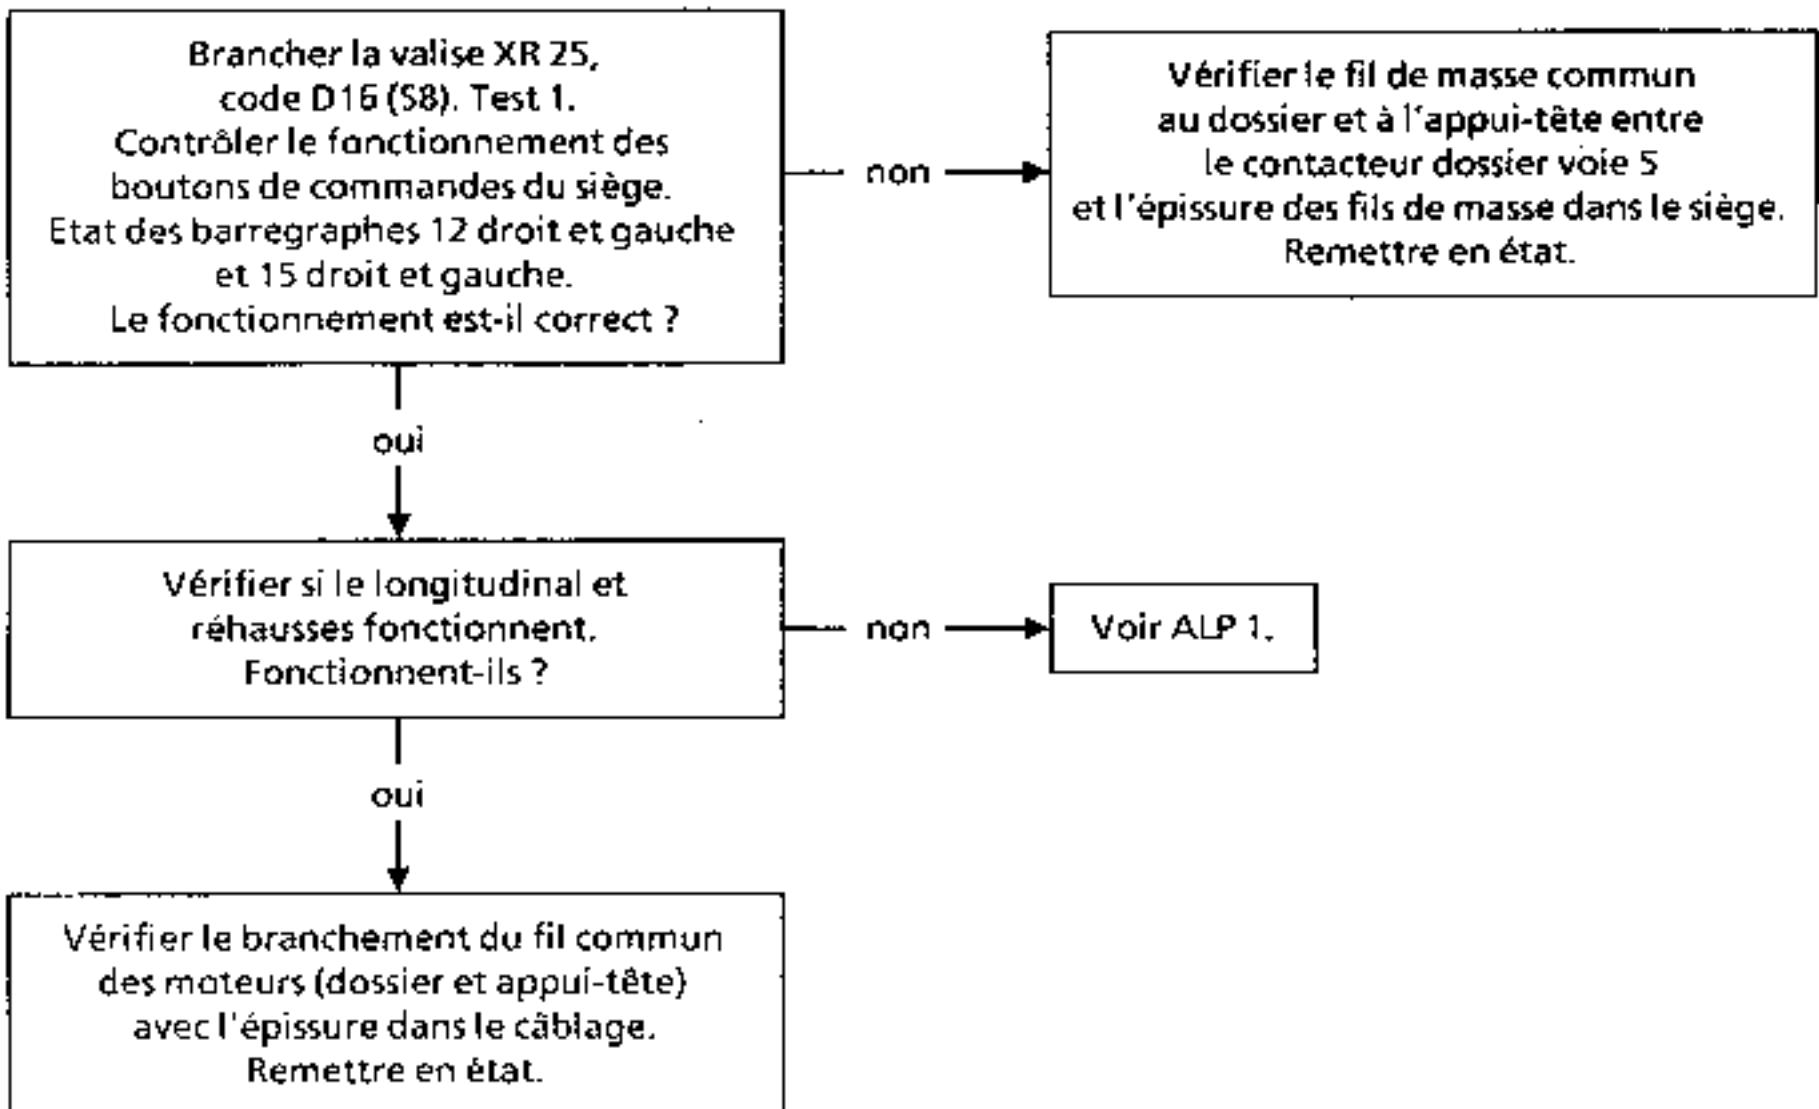 Brancher la valise XR 25,
code D16 (S8). Test 1.
Contrôler le fonctionnement des
boutons de commandes du siège.
Etat des barregraphes 12 droit et gauche
et 15 droit et gauche.
Le fonctionnement est-il correct ?
non
Vérifier le fil de masse commun
au dossier et à l'appui-tête entre
le contacteur dossier voie 5
et l'épissure des fils de masse dans le siège.
Remettre en état.
oui
Vérifier si le longitudinal et
réhausses fonctionnent.
Fonctionnent-ils ?
non
Voir ALP 1.
oui
Vérifier le branchement du fil commun
des moteurs (dossier et appui-tête)
avec l'épissure dans le câblage.
Remettre en état.